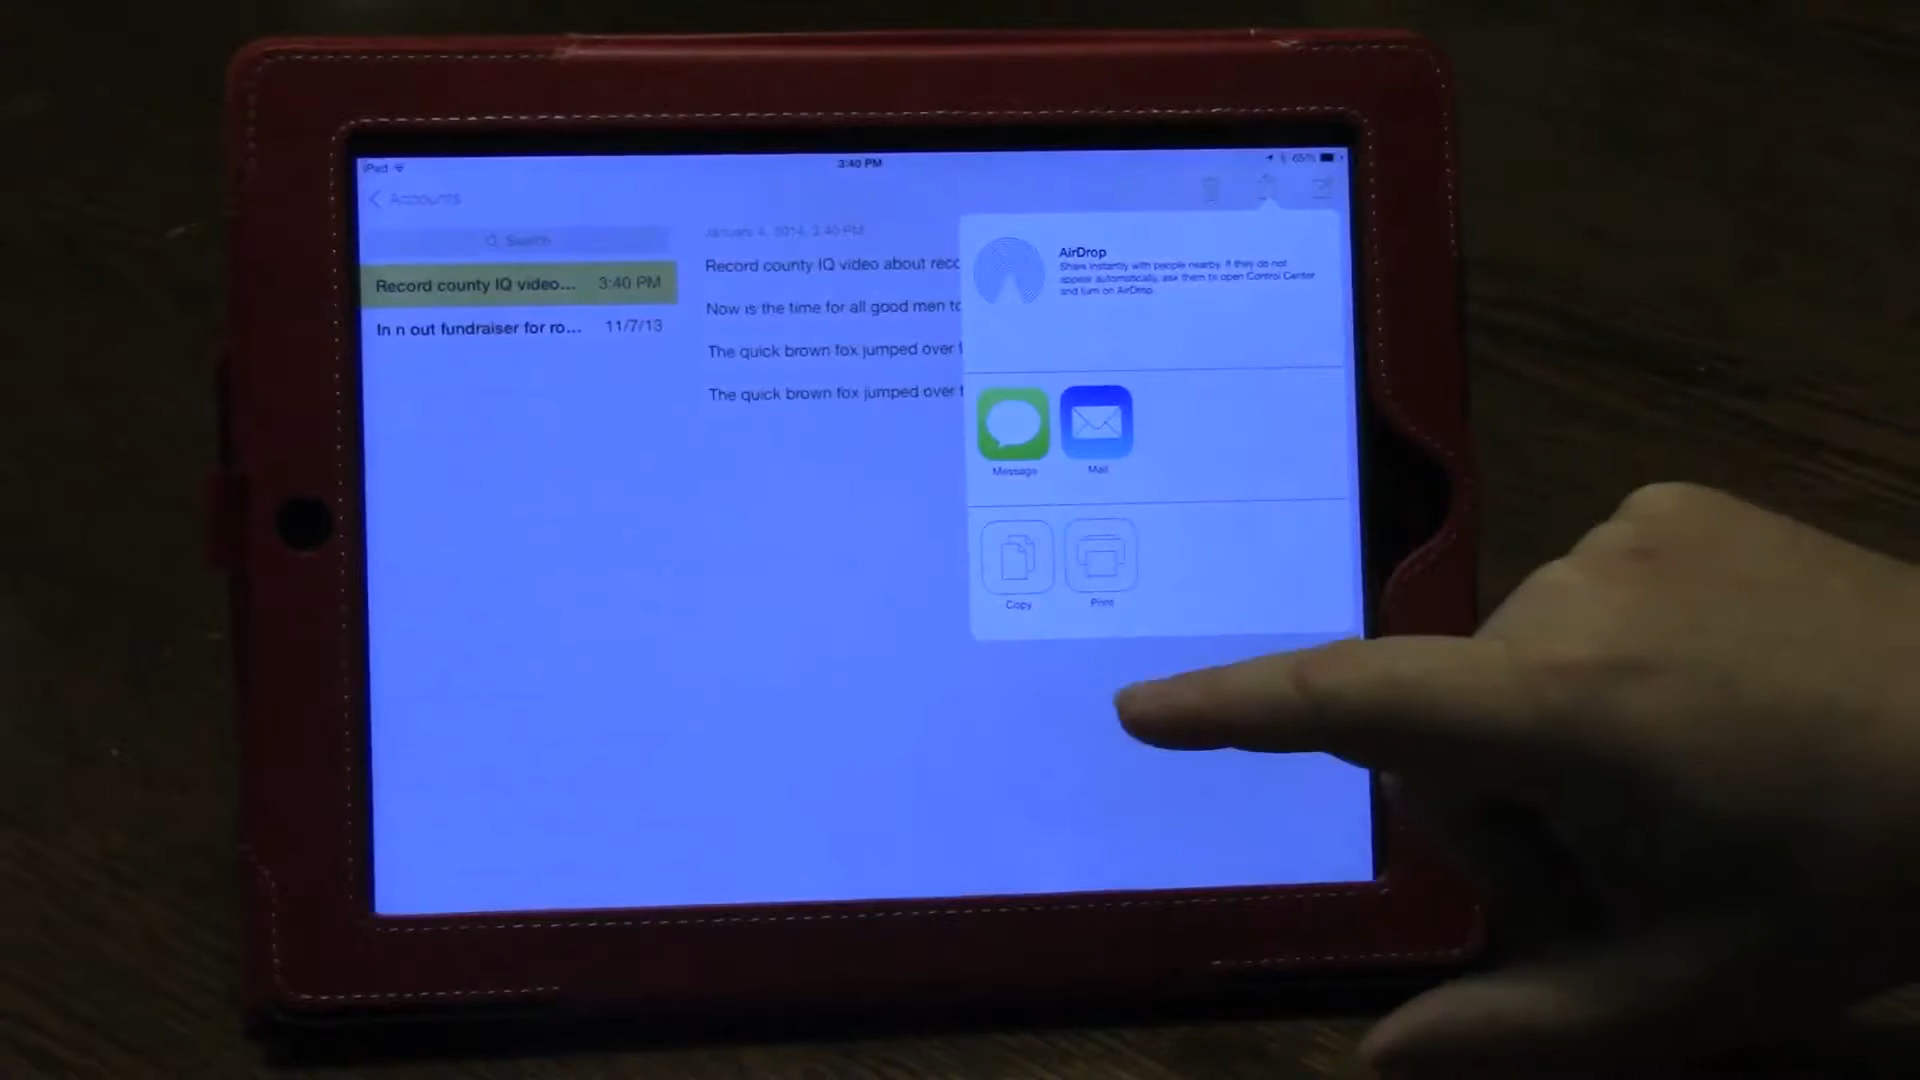 iPad
3:40 PM
65%
Accounts
Search
January 4, 2014, 3:40 PM
Record county IQ video... 3:40 PM
In n out fundraiser for ro... 11/7/13
Record county IQ video about reco
Now is the time for all good men to
The quick brown fox jumped over t
The quick brown fox jumped over t
AirDrop
Share instantly with people nearby. If they do not
appear automatically, ask them to open Control Center
and turn on AirDrop.
Message
Mail
Copy
Print